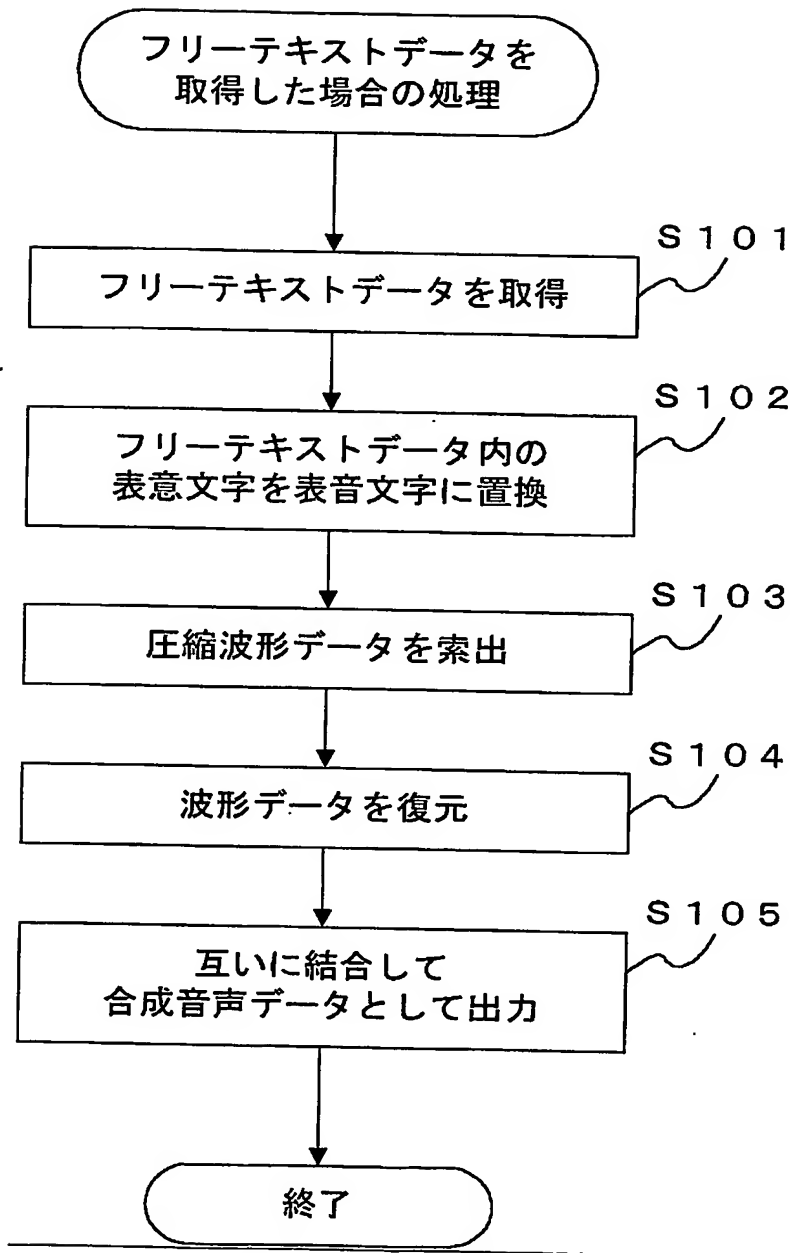 フリーテキストデータを
取得した場合の処理
S101
フリーテキストデータを取得
S102
フリーテキストデータ内の
表意文字を表音文字に置換
S103
圧縮波形データを索出
S104
波形データを復元
S105
互いに結合して
合成音声データとして出力
終了